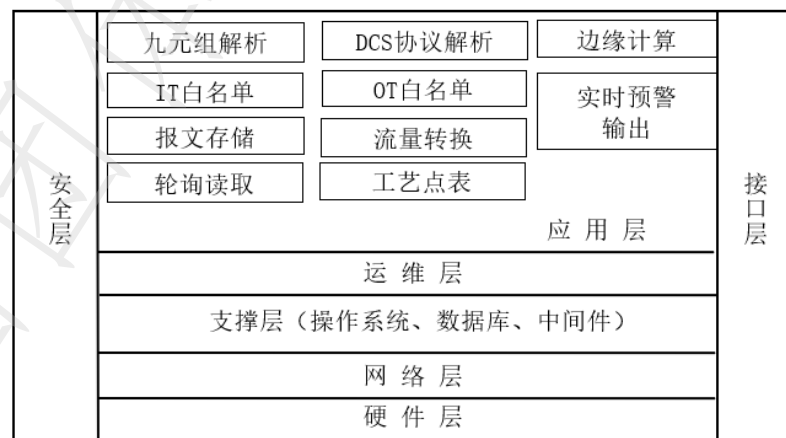 九元组解析
DCS协议解析
边缘计算
IT白名单
OT白名单
实时预警
输出
报文存储
流量转换
轮询读取
工艺点表
安全层
接口层
应用层
运维层
支撑层（操作系统、数据库、中间件）
网络层
硬件层